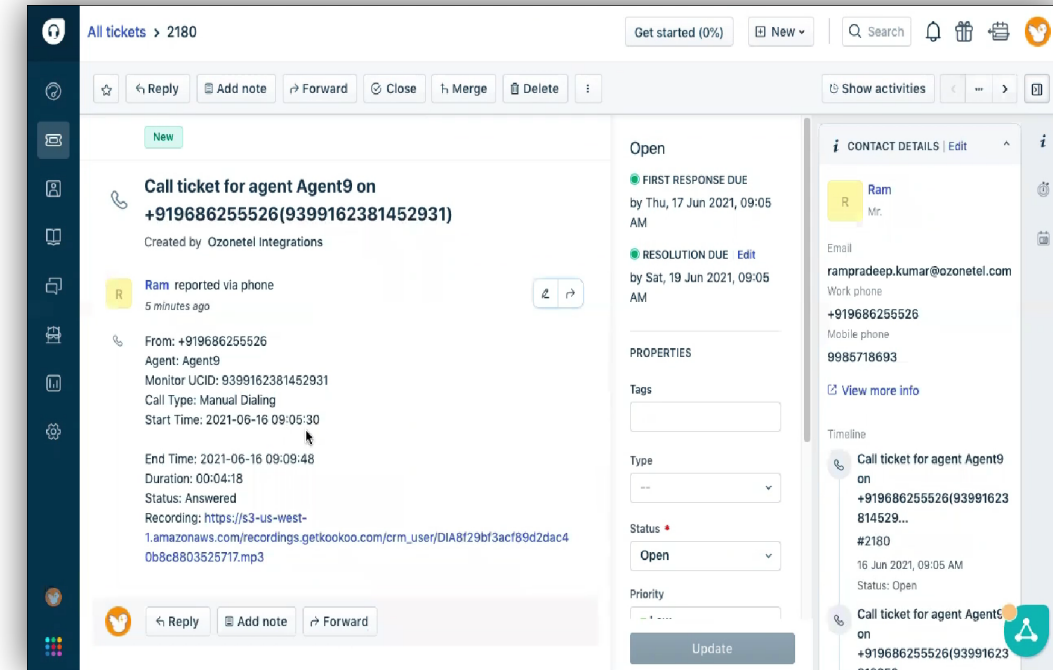 All tickets > 2180
Get started (0%)
New
Search
Reply
Add note
Forward
Close
Merge
Delete
Show activities
New
Call ticket for agent Agent9 on
+919686255526(9399162381452931)
Created by Ozonetel Integrations
R
Ram reported via phone
5 minutes ago
From: +919686255526
Agent: Agent9
Monitor UCID: 9399162381452931
Call Type: Manual Dialing
Start Time: 2021-06-16 09:05:30
End Time: 2021-06-16 09:09:48
Duration: 00:04:18
Status: Answered
Recording: https://s3-us-west-
1.amazonaws.com/recordings.getkookoo.com/crm_user/DIA8f29bf3acf89d2dac4
0b8c8803525717.mp3
Reply
Add note
Forward
Open
FIRST RESPONSE DUE
by Thu, 17 Jun 2021, 09:05
AM
RESOLUTION DUE Edit
by Sat, 19 Jun 2021, 09:05
AM
PROPERTIES
Tags
Type
--
Status *
Open
Priority
Update
CONTACT DETAILS | Edit
R
Ram
Mr.
Email
rampradeep.kumar@ozonetel.com
Work phone
+919686255526
Mobile phone
9985718693
View more info
Timeline
Call ticket for agent Agent9
on
+919686255526(93991623
814529...
#2180
16 Jun 2021, 09:05 AM
Status: Open
Call ticket for agent Agent9
on
+919686255526(93991623